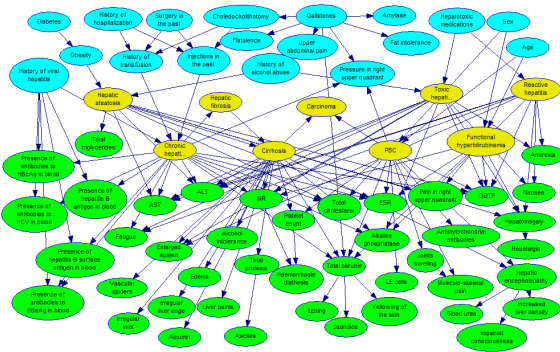 Diabetes
History of
hospitalization
Surgery in
the past
Choledocholithotomy
Gallstones
Amylase
Hepatotoxic
medications
Sex
Obesity
Flatulence
Upper
abdominal pain
Fat intolerance
Age
History of viral
hepatitis
History of
transfusion
Injections in
the past
History of
alcohol abuse
Pressure in right
upper quadrant
Hepatic
steatosis
Hepatic
fibrosis
Carcinoma
Toxic
hepati...
Reactive
hepatitis
Total
triglycerides
Chronic
hepati...
Cirrhosis
PBC
Functional
hyperbilirubinemia
Anorexia
Presence of
antibodies to
HBcAg in blood
Presence of
hepatitis B
antigen in blood
AST
ALT
INR
Platelet
count
Total
cholesterol
ESR
Pain in right
upper quadrant
GGTP
Nausea
Presence of
antibodies to
HCV in blood
Fatigue
Enlarged
spleen
Alcohol
intolerance
Alkaline
phosphatase
Antimytochondrial
antibodies
Hepatomegaly
Hepatalgia
Presence of
hepatitis B surface
antigen in blood
Total
proteins
Haemorrhagie
diathesis
Total bilirubin
Joints
swelling
Hepatic
encephalopathy
Presence of
antibodies to
HBsAg in blood
Vascular
spiders
Edema
LE cells
Musculo-skeletal
pain
Irregular
liver
Irregular
liver edge
Liver palms
Itching
Yellowing of
the skin
Blood urea
Increased
liver density
Albumin
Ascites
Jaundice
Impaired
consciousness